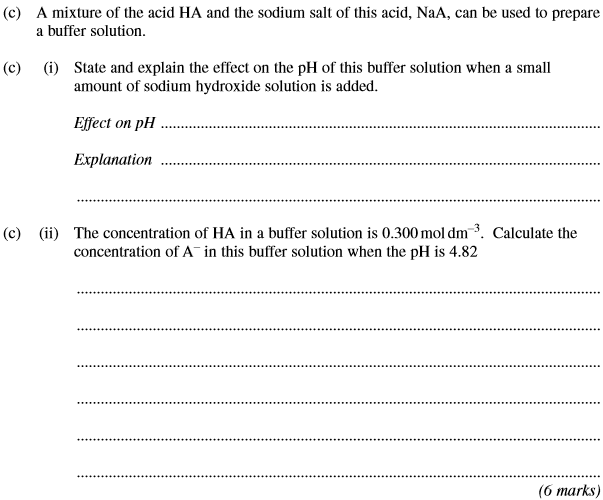 (c) A mixture of the acid HA and the sodium salt of this acid, NaA, can be used to prepare
a buffer solution.
(c) (i) State and explain the effect on the pH of this buffer solution when a small
amount of sodium hydroxide solution is added.
Effect on pH ..........
Explanation ..........
..........
(c) (ii) The concentration of HA in a buffer solution is 0.300 mol dm⁻³. Calculate the
concentration of A⁻ in this buffer solution when the pH is 4.82
..........
..........
..........
..........
..........
..........
(6 marks)